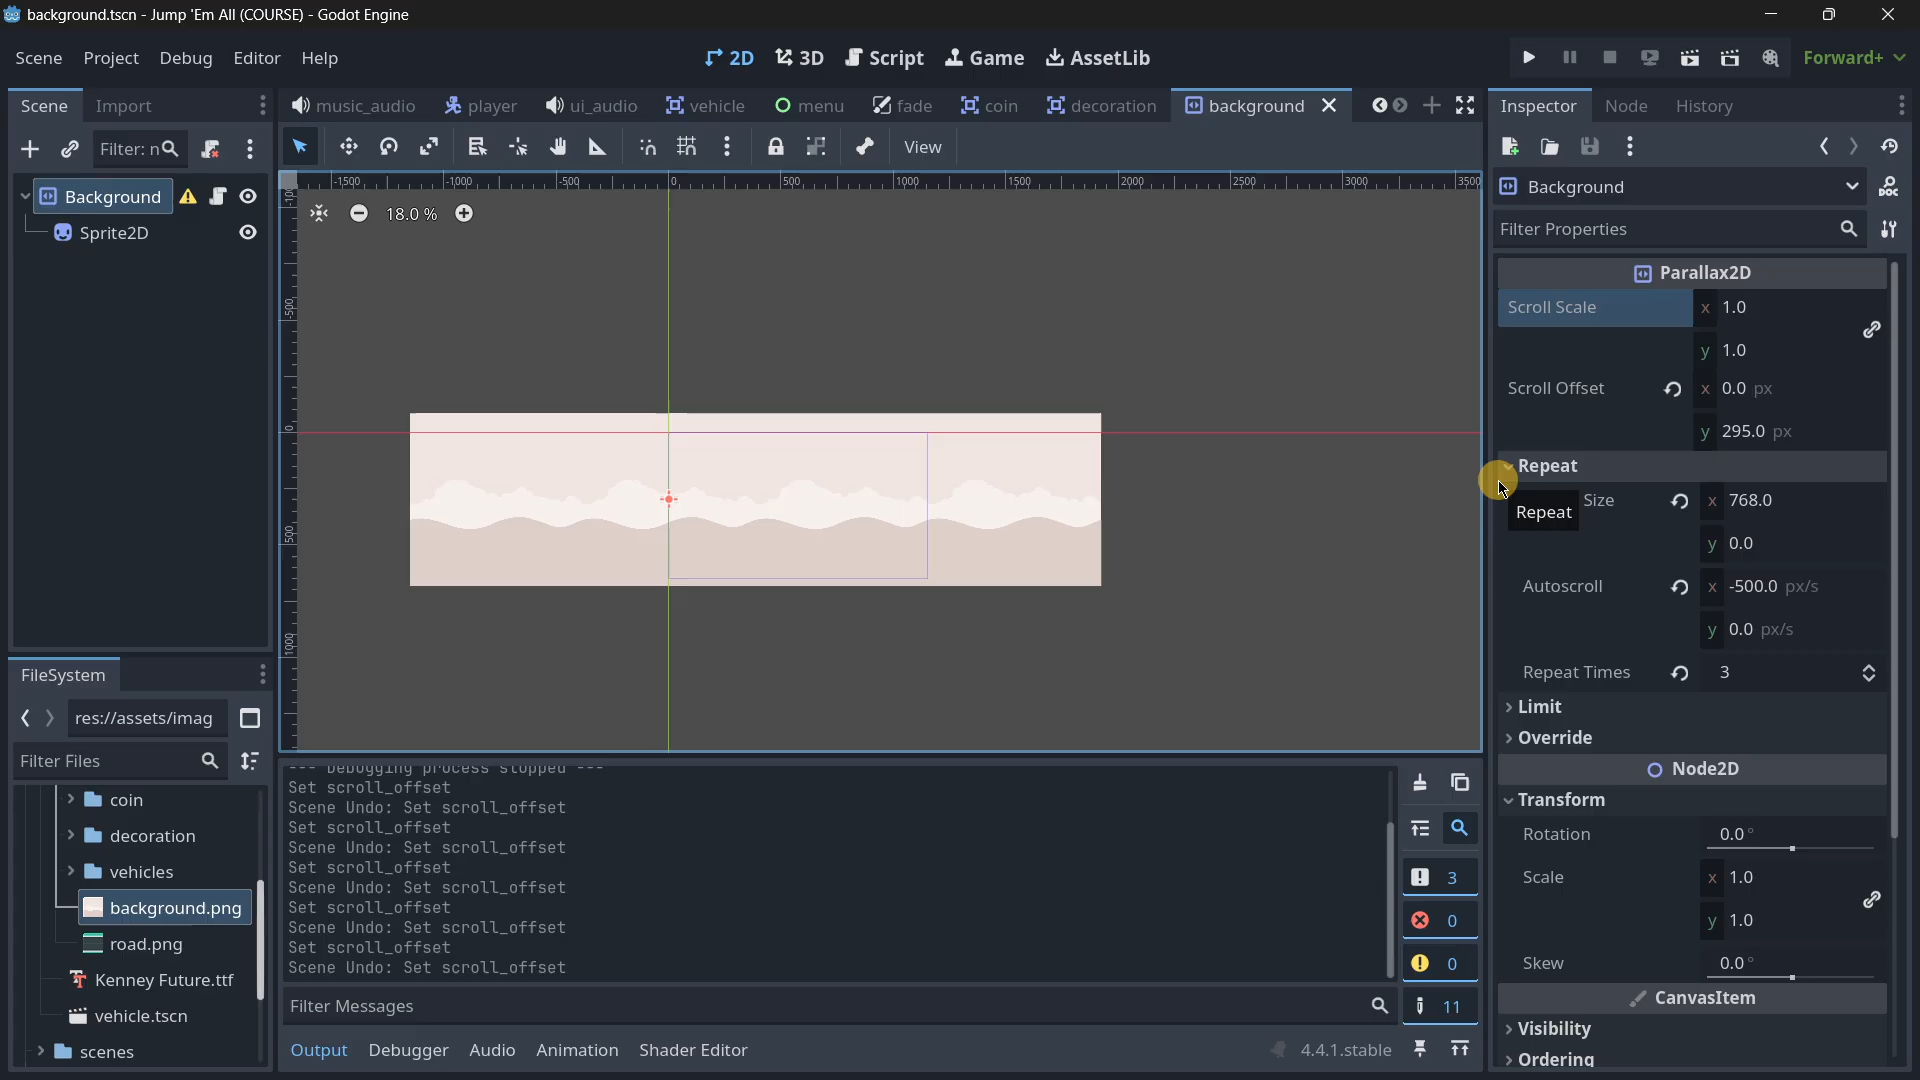 background.tscn - Jump 'Em All (COURSE) - Godot Engine
Scene Project Debug Editor Help
2D 3D Script Game AssetLib
Forward+
Scene Import
music_audio player ui_audio vehicle menu fade coin decoration background
Inspector Node History
Filter: n
View
Background
Sprite2D
18.0 %
-1500 -1000 -500 0 500 1000 1500 2000 2500 3000 3500
-500
0
500
1000
Background
Filter Properties
Parallax2D
Scroll Scale x 1.0
y 1.0
Scroll Offset x 0.0 px
y 295.0 px
Repeat
Size x 768.0
Repeat
y 0.0
Autoscroll x -500.0 px/s
y 0.0 px/s
Repeat Times 3
Limit
Override
Node2D
Transform
Rotation 0.0 °
Scale x 1.0
y 1.0
Skew 0.0 °
CanvasItem
Visibility
Ordering
FileSystem
res://assets/imag
Filter Files
coin
decoration
vehicles
background.png
road.png
Kenney Future.ttf
vehicle.tscn
scenes
--- Debugging process stopped ---
Set scroll_offset
Scene Undo: Set scroll_offset
Set scroll_offset
Scene Undo: Set scroll_offset
Set scroll_offset
Scene Undo: Set scroll_offset
Set scroll_offset
Scene Undo: Set scroll_offset
Set scroll_offset
Scene Undo: Set scroll_offset
3
0
0
11
Filter Messages
Output Debugger Audio Animation Shader Editor 4.4.1.stable